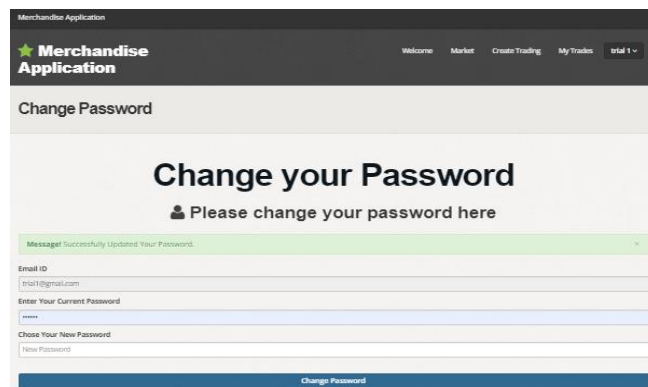 Merchandise Application
Merchandise
Application
Welcome Market Create Trading My Trades trial 1
Change Password
Change your Password
Please change your password here
Message! Successfully Updated Your Password. ×
Email ID
trial1@gmail.com
Enter Your Current Password
••••••
Chose Your New Password
New Password
Change Password